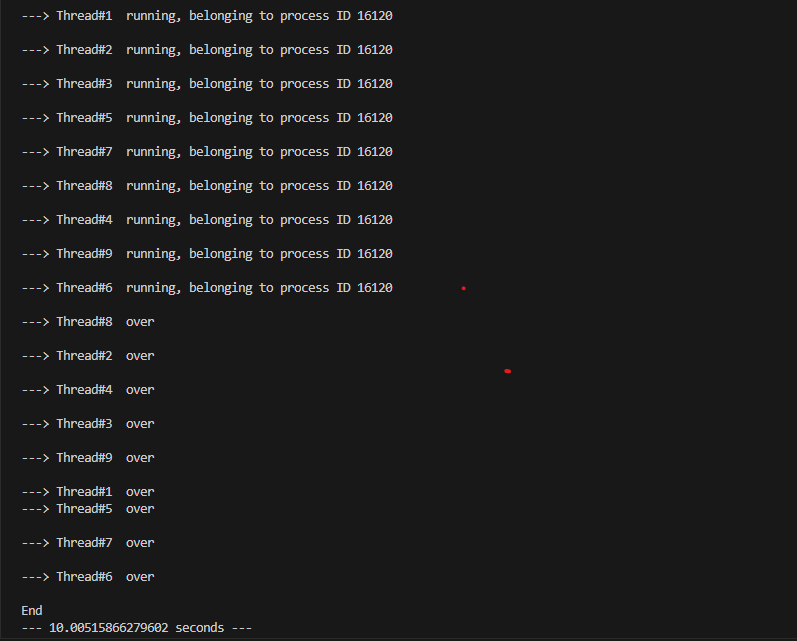 ---> Thread#1  running, belonging to process ID 16120
---> Thread#2  running, belonging to process ID 16120
---> Thread#3  running, belonging to process ID 16120
---> Thread#5  running, belonging to process ID 16120
---> Thread#7  running, belonging to process ID 16120
---> Thread#8  running, belonging to process ID 16120
---> Thread#4  running, belonging to process ID 16120
---> Thread#9  running, belonging to process ID 16120
---> Thread#6  running, belonging to process ID 16120
---> Thread#8  over
---> Thread#2  over
---> Thread#4  over
---> Thread#3  over
---> Thread#9  over
---> Thread#1  over
---> Thread#5  over
---> Thread#7  over
---> Thread#6  over
End
--- 10.00515866279602 seconds ---